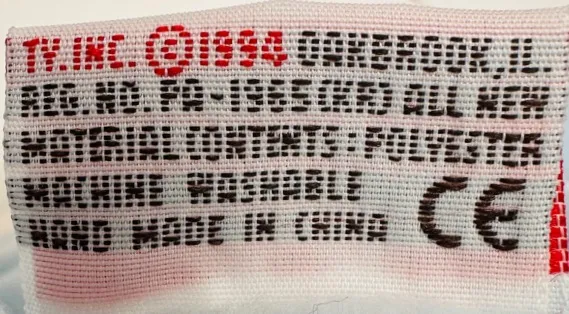 TY.INC. ©1994 OAKBROOK,IL.
REG. NO. PA-1965(KR) ALL NEW
MATERIAL CONTENTS: POLYESTER
MACHINE WASHABLE
HAND MADE IN CHINA
CE